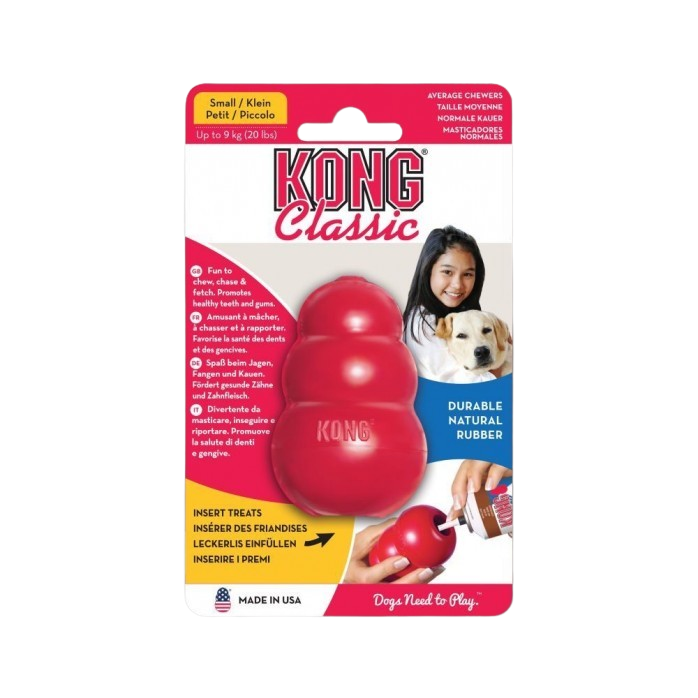 Small / Klein
Petit / Piccolo
Up to 9 kg (20 lbs)
AVERAGE CHEWERS
TAILLE MOYENNE
NORMALE KAUER
MASTICADORES
NORMALES
KONG®
Classic
GB Fun to
chew, chase &
fetch. Promotes
healthy teeth and gums.
FR Amusant à mâcher,
à chasser et à rapporter.
Favorise la santé des dents
et des gencives.
DE Spaß beim Jagen,
Fangen und Kauen.
Fördert gesunde Zähne
und Zahnfleisch.
IT Divertente da
masticare, inseguire e
riportare. Promuove
la salute di denti
e gengive.
KONG
DURABLE
NATURAL
RUBBER
INSERT TREATS
INSÉRER DES FRIANDISES
LECKERLIS EINFÜLLEN
INSERIRE I PREMI
MADE IN USA
Dogs Need to Play.™